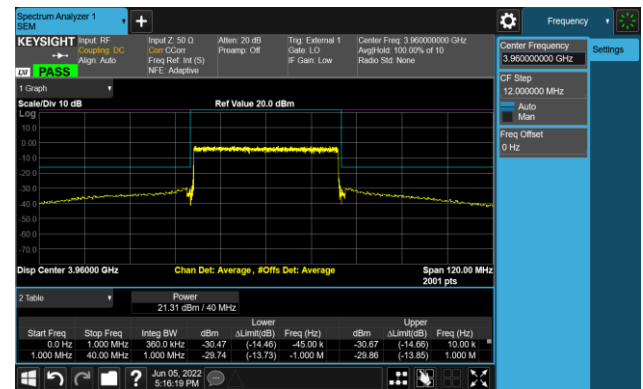 Spectrum Analyzer 1
SEM
+
Frequency
KEYSIGHT
Input: RF
Coupling: DC
Align: Auto
Input Z: 50 Ω
Corr CCorr
Freq Ref: Int (S)
NFE: Adaptive
Atten: 20 dB
Preamp: Off
Trig: External 1
Gate: LO
IF Gain: Low
Center Freq: 3.960000000 GHz
Avg|Hold: 100.00% of 10
Radio Std: None
LXI PASS
Center Frequency
3.960000000 GHz
Settings
CF Step
12.000000 MHz
Auto
Man
Freq Offset
0 Hz
1 Graph
Scale/Div 10 dB
Ref Value 20.0 dBm
Log
10.0
0.00
-10.0
-20.0
-30.0
-40.0
-50.0
-60.0
-70.0
Disp Center 3.96000 GHz
Chan Det: Average , #Offs Det: Average
Span 120.00 MHz
2001 pts
2 Table
Power
21.31 dBm / 40 MHz
Lower Upper
Start Freq Stop Freq Integ BW dBm ΔLimit(dB) Freq (Hz) dBm ΔLimit(dB) Freq (Hz)
0.0 Hz 1.000 MHz 360.0 kHz -30.47 (-14.46) -45.00 k -30.67 (-14.66) 10.00 k
1.000 MHz 40.00 MHz 1.000 MHz -29.74 (-13.73) -1.000 M -29.86 (-13.85) 1.000 M
?
Jun 05, 2022
5:16:19 PM